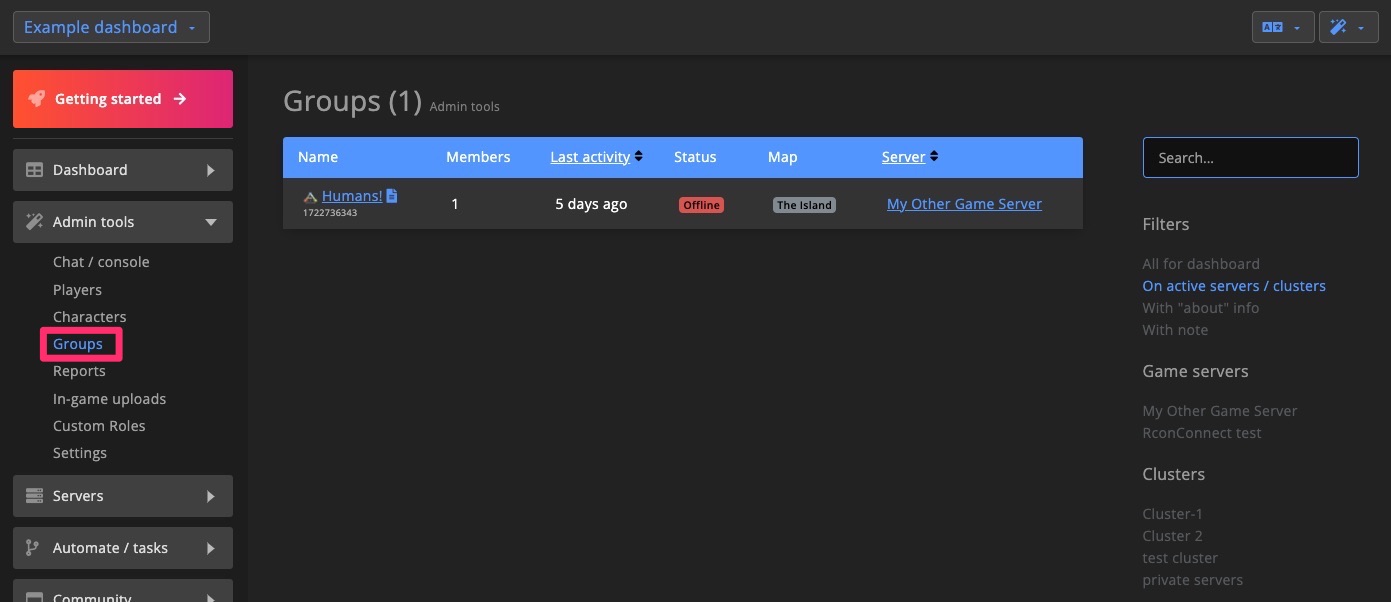 Example dashboard
Getting started
Dashboard
Admin tools
Chat / console
Players
Characters
Groups
Reports
In-game uploads
Custom Roles
Settings
Servers
Automate / tasks
Community
Groups (1) Admin tools
Name Members Last activity Status Map Server
Humans! 1 5 days ago Offline The Island My Other Game Server
1722736343
Search...
Filters
All for dashboard
On active servers / clusters
With "about" info
With note
Game servers
My Other Game Server
RconConnect test
Clusters
Cluster-1
Cluster 2
test cluster
private servers